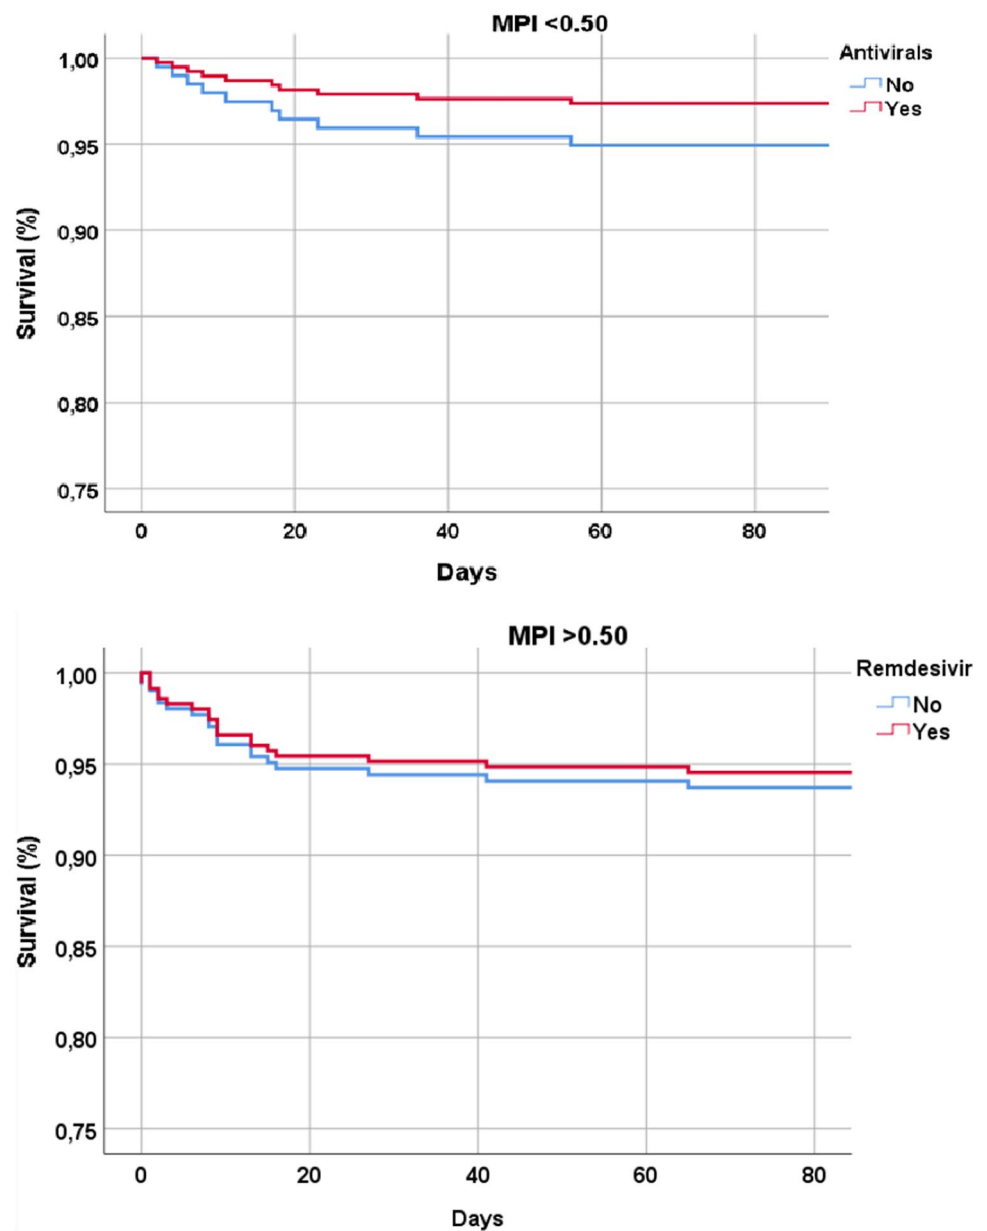 MPI <0.50
Antivirals
No
Yes
1,00
0,95
0,90
0,85
0,80
0,75
Survival (%)
0 20 40 60 80
Days
MPI >0.50
Remdesivir
No
Yes
1,00
0,95
0,90
0,85
0,80
0,75
Survival (%)
0 20 40 60 80
Days